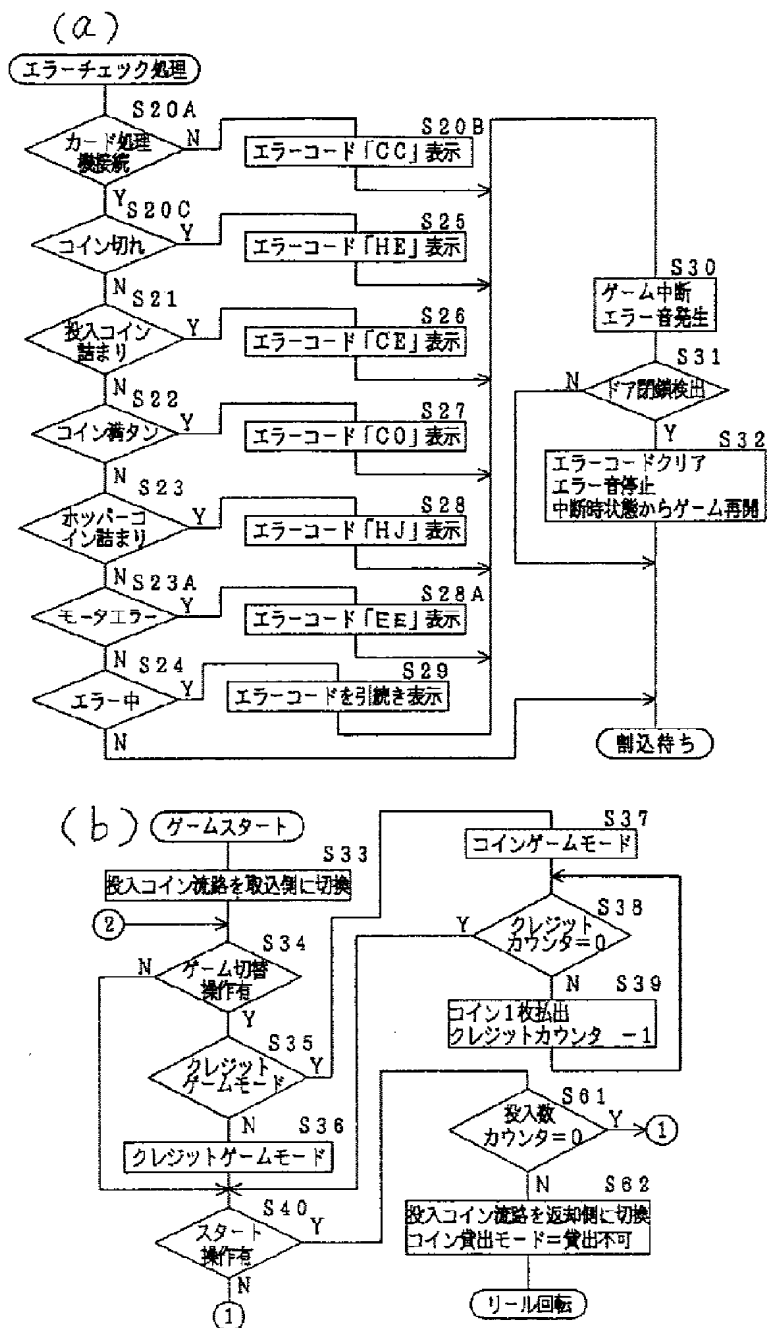 (a)
エラーチェック処理
S20A
カード処理
機接続
N
Y
S20B
エラーコード「CC」表示
S20C
コイン切れ
Y
N
S25
エラーコード「HE」表示
S21
投入コイン
詰まり
Y
N
S26
エラーコード「CE」表示
S22
コイン満タン
Y
N
S27
エラーコード「CO」表示
S23
ホッパーコ
イン詰まり
Y
N
S28
エラーコード「HJ」表示
S23A
モータエラー
Y
N
S28A
エラーコード「EE」表示
S24
エラー中
Y
N
S29
エラーコードを引続き表示
S30
ゲーム中断
エラー音発生
S31
ドア閉鎖検出
N
Y
S32
エラーコードクリア
エラー音停止
中断時状態からゲーム再開
割込待ち
(b)
ゲームスタート
S33
投入コイン流路を取込側に切換
②
S34
ゲーム切替
操作有
N
Y
S35
クレジット
ゲームモード
Y
N
S36
クレジットゲームモード
S37
コインゲームモード
S38
クレジット
カウンタ=0
Y
N
S39
コイン1枚払出
クレジットカウンタ -1
S40
スタート
操作有
Y
N
①
S61
投入数
カウンタ=0
Y
①
N
S62
投入コイン流路を返却側に切換
コイン貸出モード=貸出不可
リール回転